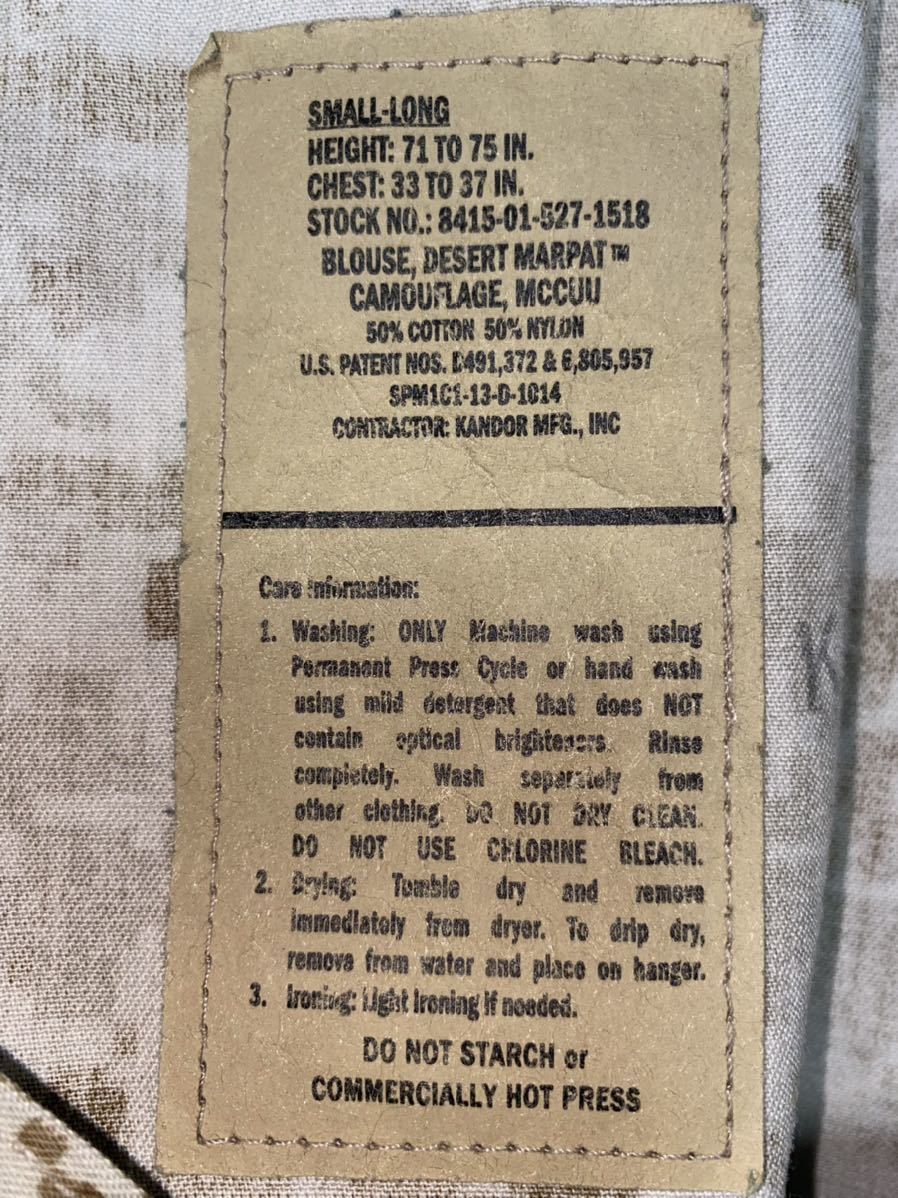 SMALL-LONG
HEIGHT: 71 TO 75 IN.
CHEST: 33 TO 37 IN.
STOCK NO.: 8415-01-527-1518
BLOUSE, DESERT MARPAT™
CAMOUFLAGE, MCCUU
50% COTTON 50% NYLON
U.S. PATENT NOS. D491,372 & 6,805,957
SPM1C1-13-D-1014
CONTRACTOR: KANDOR MFG., INC
Care Information:
1. Washing: ONLY Machine wash using
Permanent Press Cycle or hand wash
using mild detergent that does NOT
contain optical brighteners. Rinse
completely. Wash separately from
other clothing. DO NOT DRY CLEAN.
DO NOT USE CHLORINE BLEACH.
2. Drying: Tumble dry and remove
immediately from dryer. To drip dry,
remove from water and place on hanger.
3. Ironing: Light Ironing if needed.
DO NOT STARCH or
COMMERCIALLY HOT PRESS